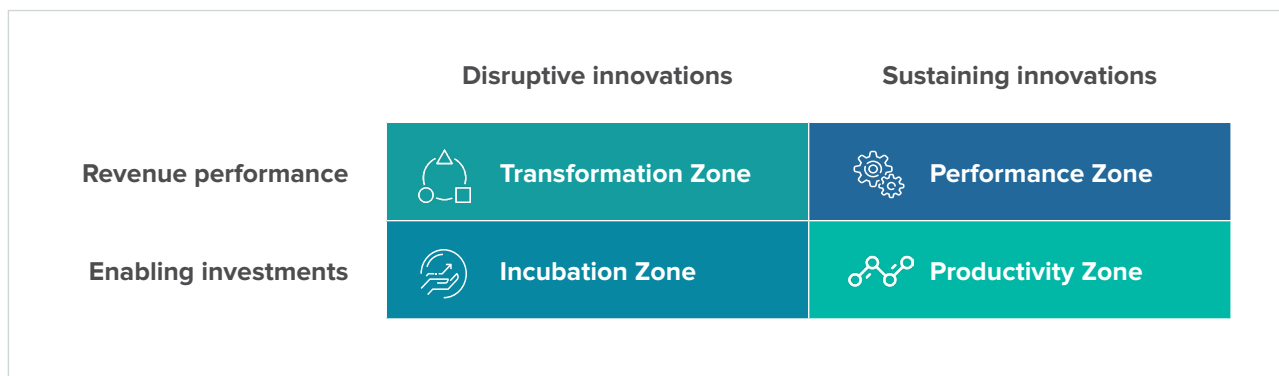 Disruptive innovations
Sustaining innovations
Revenue performance
Transformation Zone
Performance Zone
Enabling investments
Incubation Zone
Productivity Zone